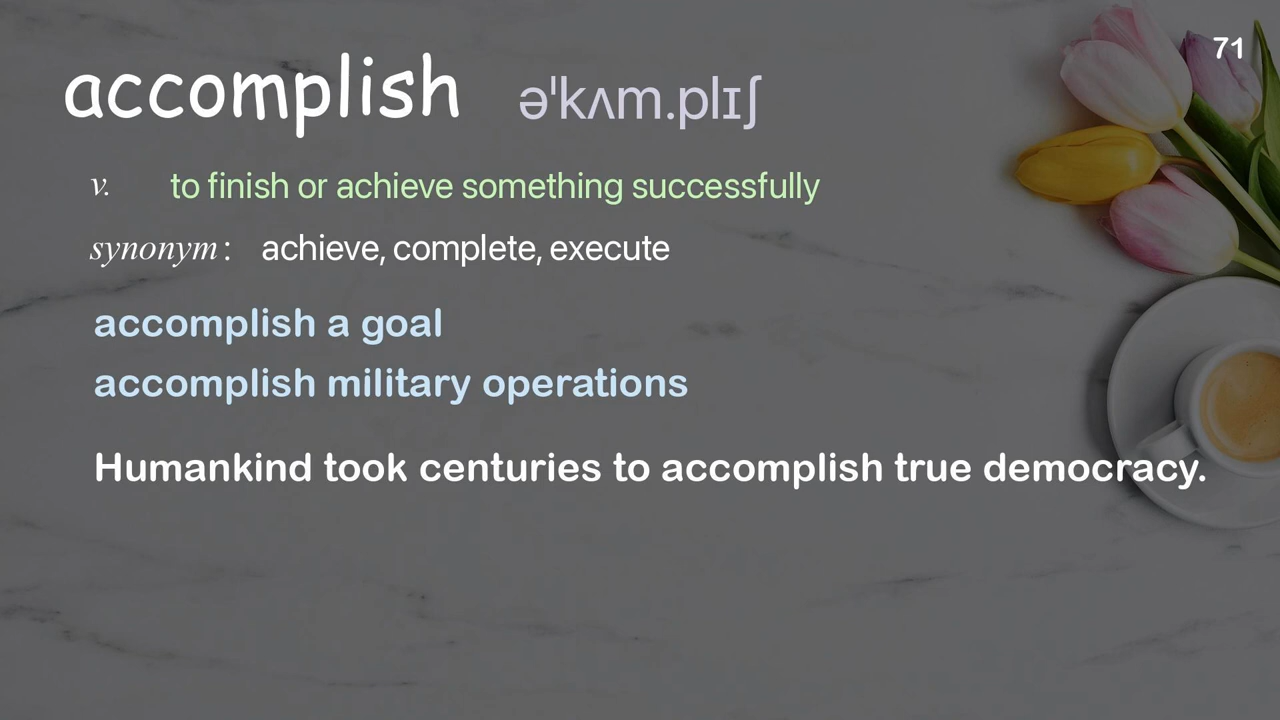 71
accomplish əˈkʌm.plɪʃ
v. to finish or achieve something successfully
synonym: achieve, complete, execute
accomplish a goal
accomplish military operations
Humankind took centuries to accomplish true democracy.